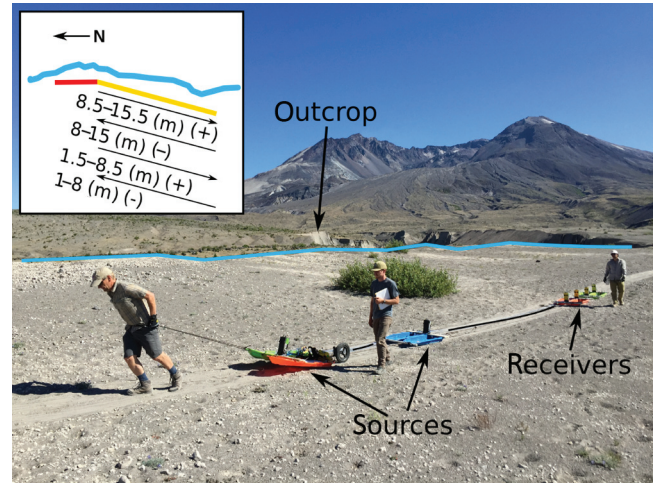 N
8.5–15.5 (m) (+)
8–15 (m) (–)
1.5–8.5 (m) (+)
1–8 (m) (-)
Outcrop
Receivers
Sources